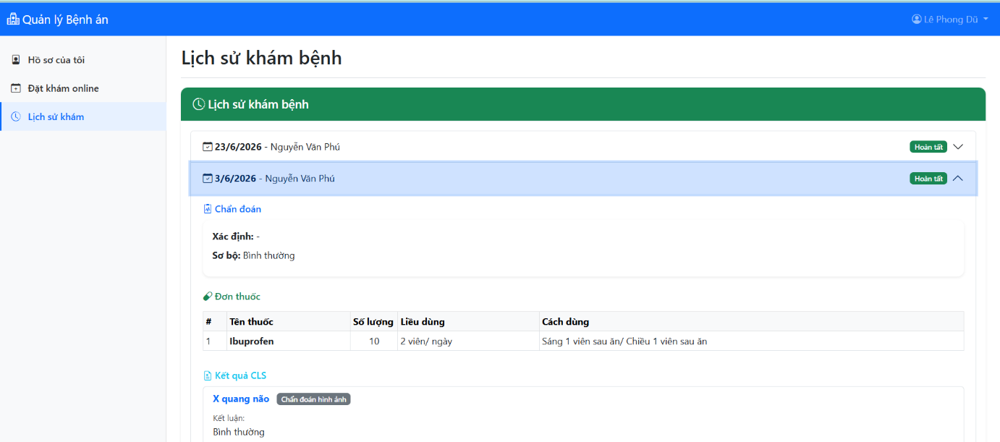 Quản lý Bệnh án
Lê Phong Dũ
Hồ sơ của tôi
Đặt khám online
Lịch sử khám
Lịch sử khám bệnh
Lịch sử khám bệnh
23/6/2026 - Nguyễn Văn Phú
Hoàn tất
3/6/2026 - Nguyễn Văn Phú
Hoàn tất
Chẩn đoán
Xác định: -
Sơ bộ: Bình thường
Đơn thuốc
# Tên thuốc Số lượng Liều dùng Cách dùng
1 Ibuprofen 10 2 viên/ ngày Sáng 1 viên sau ăn/ Chiều 1 viên sau ăn
Kết quả CLS
X quang não Chẩn đoán hình ảnh
Kết luận:
Bình thường